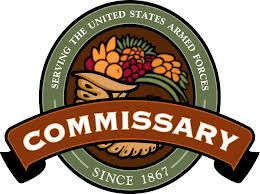 SERVING THE UNITED STATES ARMED FORCES
COMMISSARY
SINCE 1867